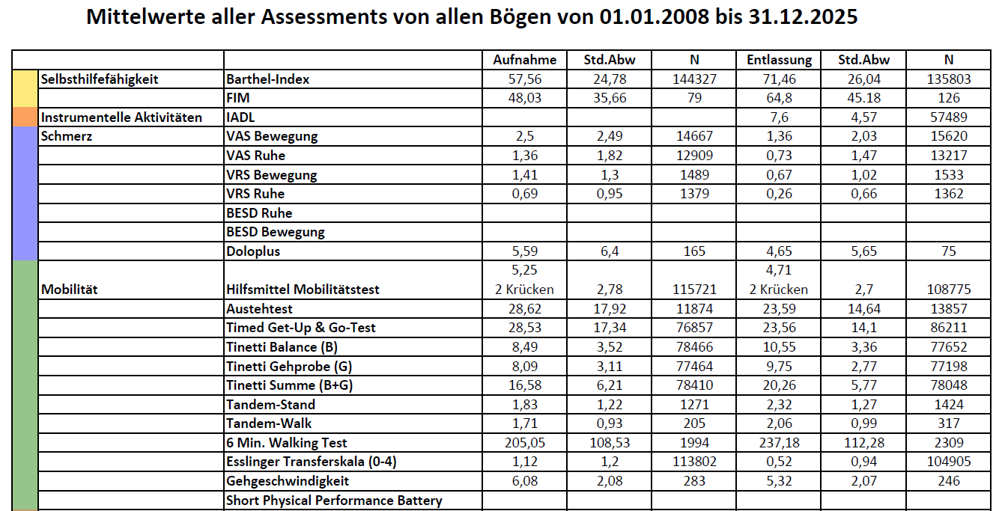 Mittelwerte aller Assessments von allen Bögen von 01.01.2008 bis 31.12.2025
Aufnahme Std.Abw N Entlassung Std.Abw N
Selbsthilfefähigkeit Barthel-Index 57,56 24,78 144327 71,46 26,04 135803
FIM 48,03 35,66 79 64,8 45.18 126
Instrumentelle Aktivitäten IADL 7,6 4,57 57489
Schmerz VAS Bewegung 2,5 2,49 14667 1,36 2,03 15620
VAS Ruhe 1,36 1,82 12909 0,73 1,47 13217
VRS Bewegung 1,41 1,3 1489 0,67 1,02 1533
VRS Ruhe 0,69 0,95 1379 0,26 0,66 1362
BESD Ruhe
BESD Bewegung
Doloplus 5,59 6,4 165 4,65 5,65 75
5,25 4,71
Mobilität Hilfsmittel Mobilitätstest 2 Krücken 2,78 115721 2 Krücken 2,7 108775
Austehtest 28,62 17,92 11874 23,59 14,64 13857
Timed Get-Up & Go-Test 28,53 17,34 76857 23,56 14,1 86211
Tinetti Balance (B) 8,49 3,52 78466 10,55 3,36 77652
Tinetti Gehprobe (G) 8,09 3,11 77464 9,75 2,77 77198
Tinetti Summe (B+G) 16,58 6,21 78410 20,26 5,77 78048
Tandem-Stand 1,83 1,22 1271 2,32 1,27 1424
Tandem-Walk 1,71 0,93 205 2,06 0,99 317
6 Min. Walking Test 205,05 108,53 1994 237,18 112,28 2309
Esslinger Transferskala (0-4) 1,12 1,2 113802 0,52 0,94 104905
Gehgeschwindigkeit 6,08 2,08 283 5,32 2,07 246
Short Physical Performance Battery